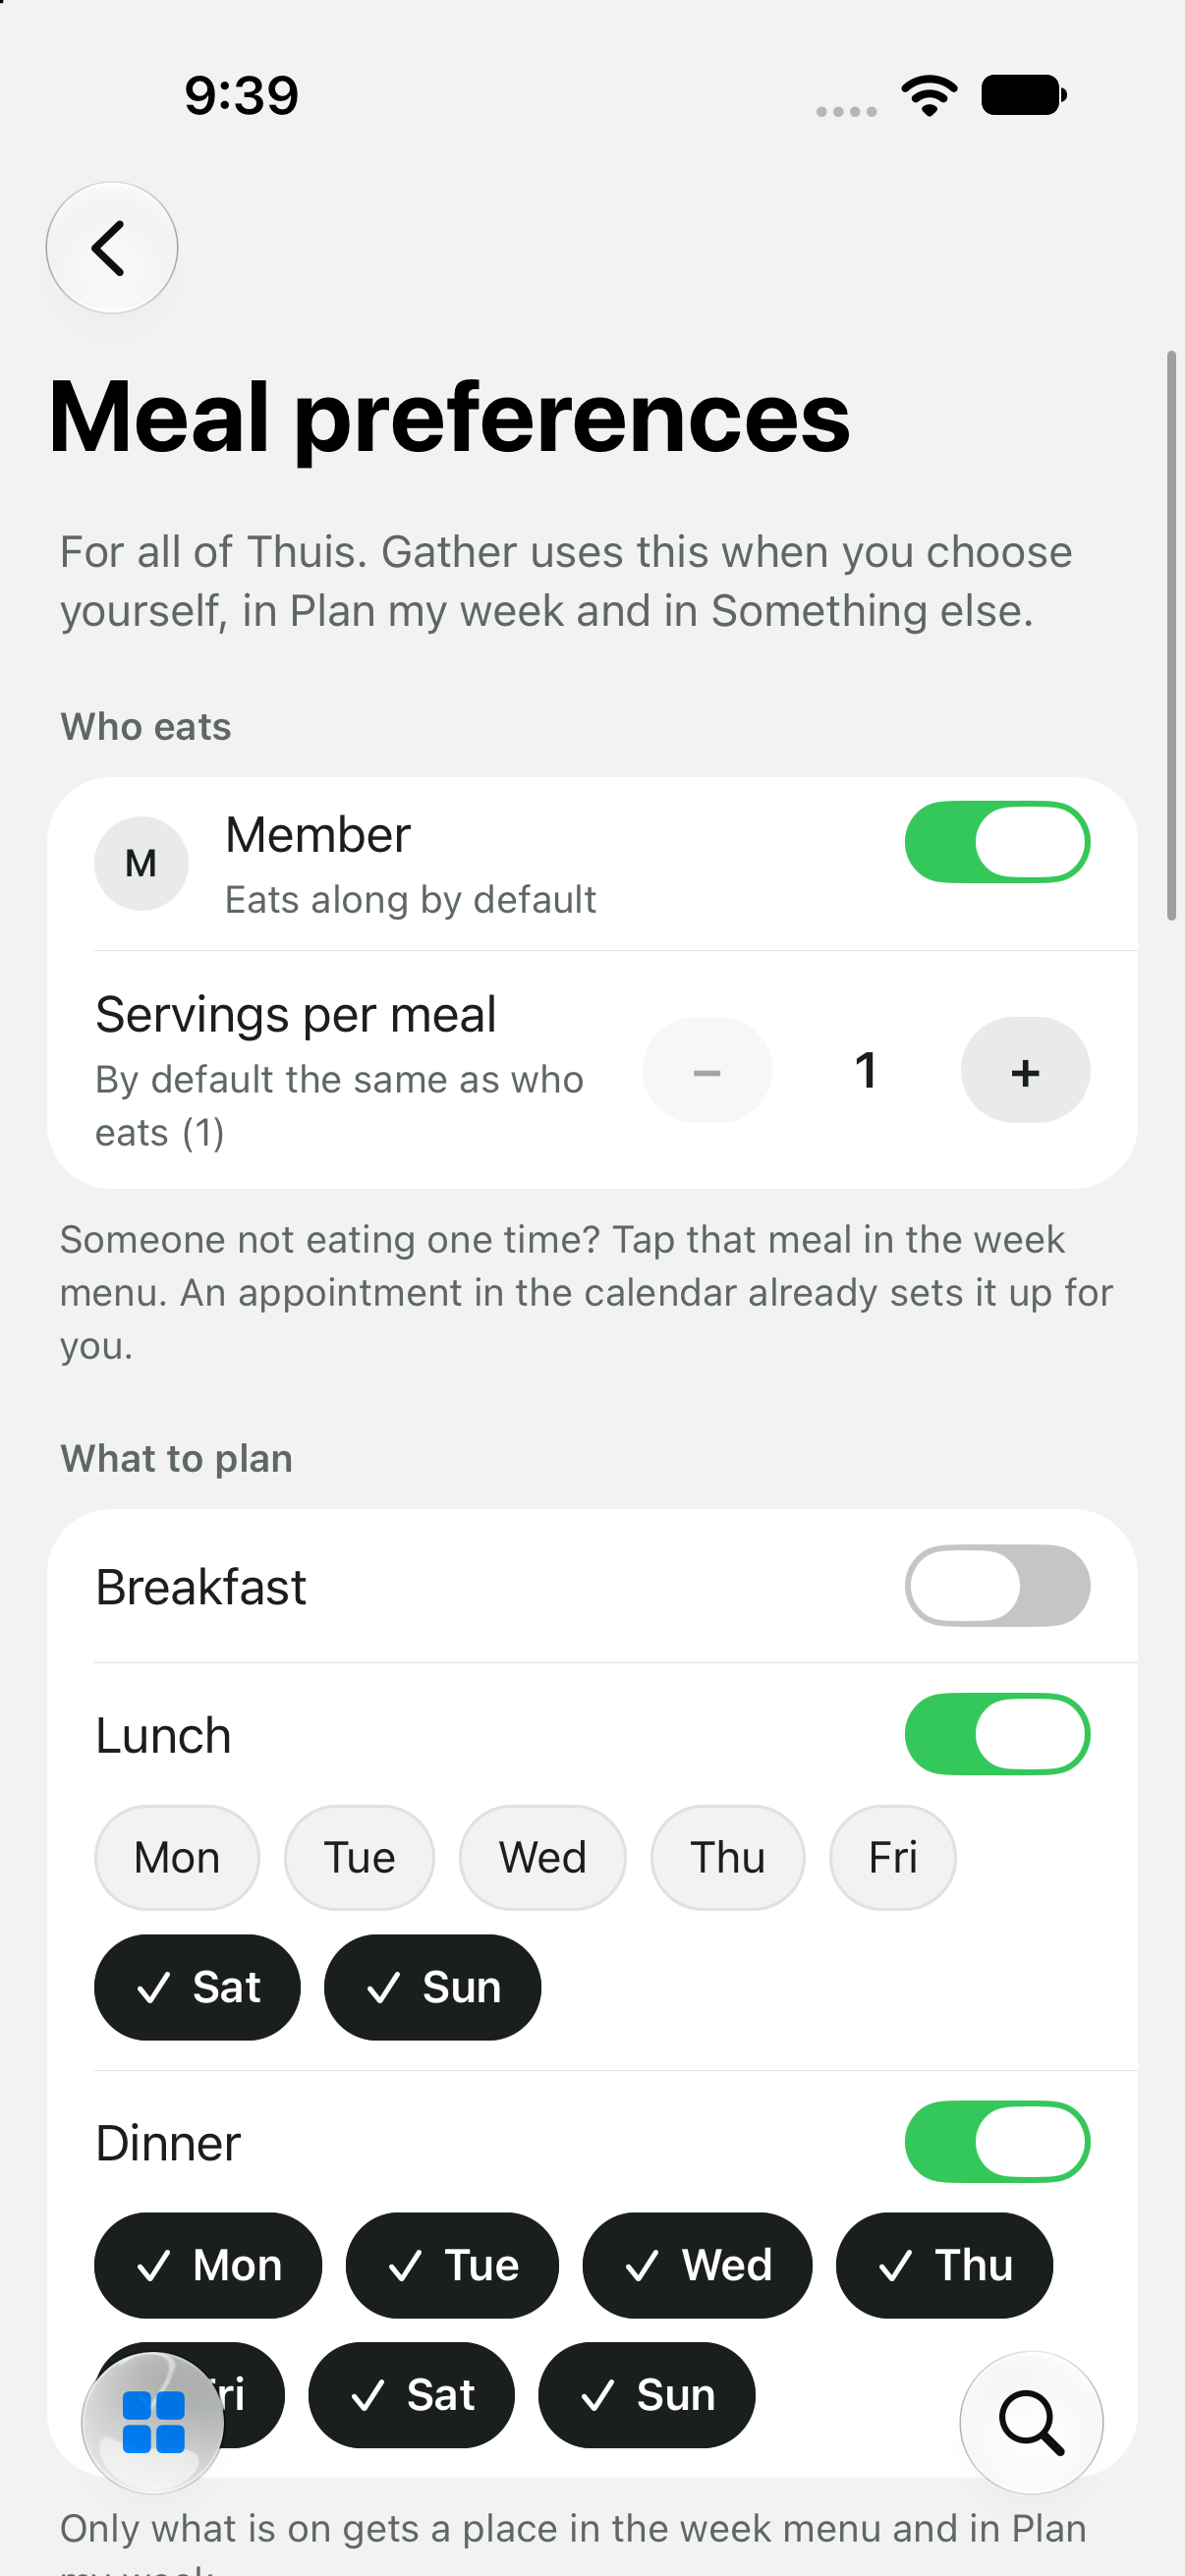 9:39
Meal preferences
For all of Thuis. Gather uses this when you choose
yourself, in Plan my week and in Something else.
Who eats
M
Member
Eats along by default
Servings per meal
By default the same as who
eats (1)
− 1 +
Someone not eating one time? Tap that meal in the week
menu. An appointment in the calendar already sets it up for
you.
What to plan
Breakfast
Lunch
Mon Tue Wed Thu Fri
✓ Sat ✓ Sun
Dinner
✓ Mon ✓ Tue ✓ Wed ✓ Thu
✓ Sat ✓ Sun
Only what is on gets a place in the week menu and in Plan